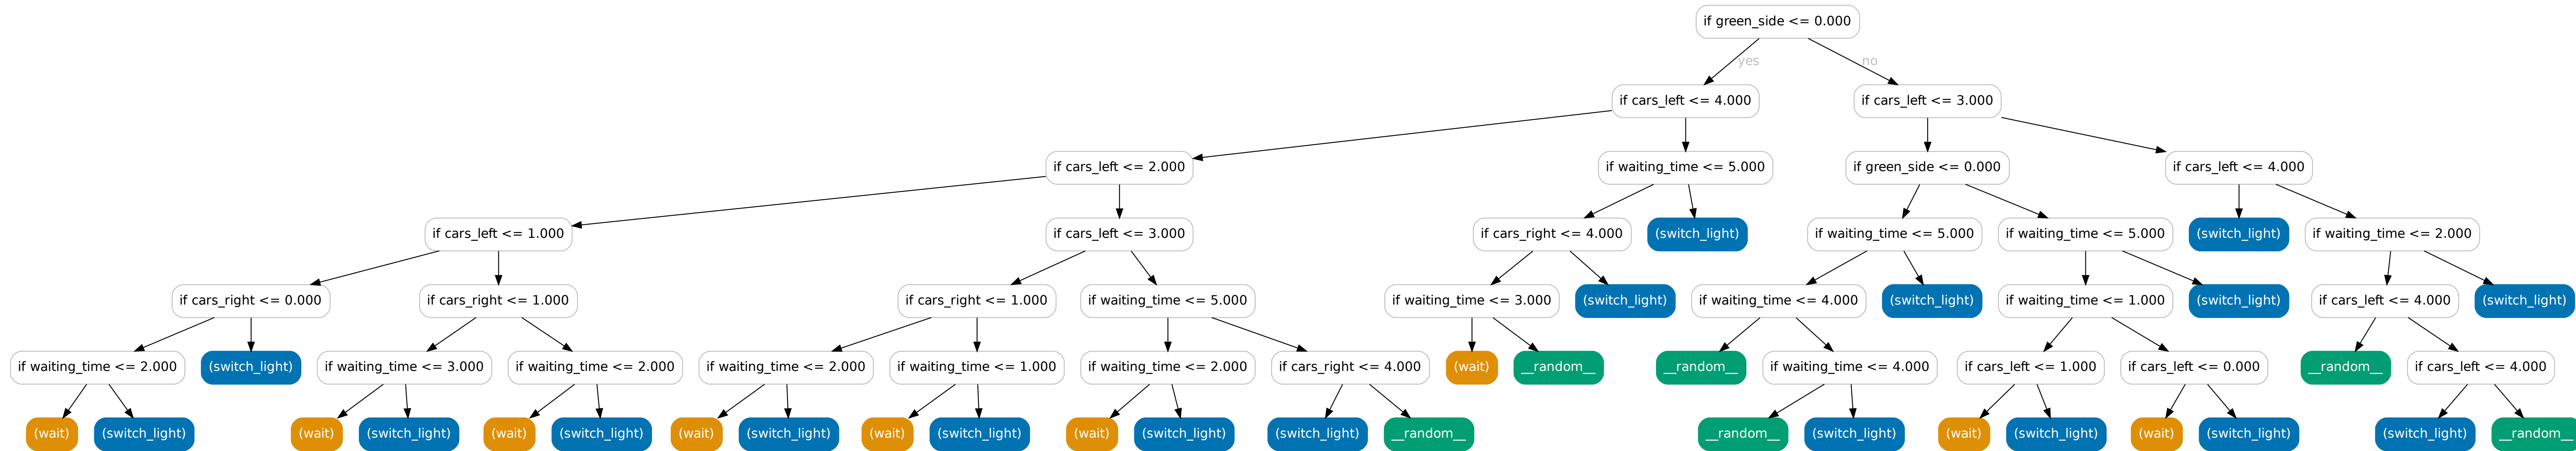 if green_side <= 0.000
yes
no
if cars_left <= 4.000
if cars_left <= 3.000
if cars_left <= 2.000
if waiting_time <= 5.000
if green_side <= 0.000
if cars_left <= 4.000
if cars_left <= 1.000
if cars_left <= 3.000
if cars_right <= 4.000
(switch_light)
if waiting_time <= 5.000
if waiting_time <= 5.000
(switch_light)
if waiting_time <= 2.000
if cars_right <= 0.000
if cars_right <= 1.000
if cars_right <= 1.000
if waiting_time <= 5.000
if waiting_time <= 3.000
(switch_light)
if waiting_time <= 4.000
(switch_light)
if waiting_time <= 1.000
(switch_light)
if cars_left <= 4.000
(switch_light)
if waiting_time <= 2.000
(switch_light)
if waiting_time <= 3.000
if waiting_time <= 2.000
if waiting_time <= 2.000
if waiting_time <= 1.000
if waiting_time <= 2.000
if cars_right <= 4.000
(wait)
__random__
__random__
if waiting_time <= 4.000
if cars_left <= 1.000
if cars_left <= 0.000
__random__
if cars_left <= 4.000
(wait)
(switch_light)
(wait)
(switch_light)
(wait)
(switch_light)
(wait)
(switch_light)
(wait)
(switch_light)
(wait)
(switch_light)
(switch_light)
__random__
__random__
(switch_light)
(wait)
(switch_light)
(wait)
(switch_light)
(switch_light)
__random__